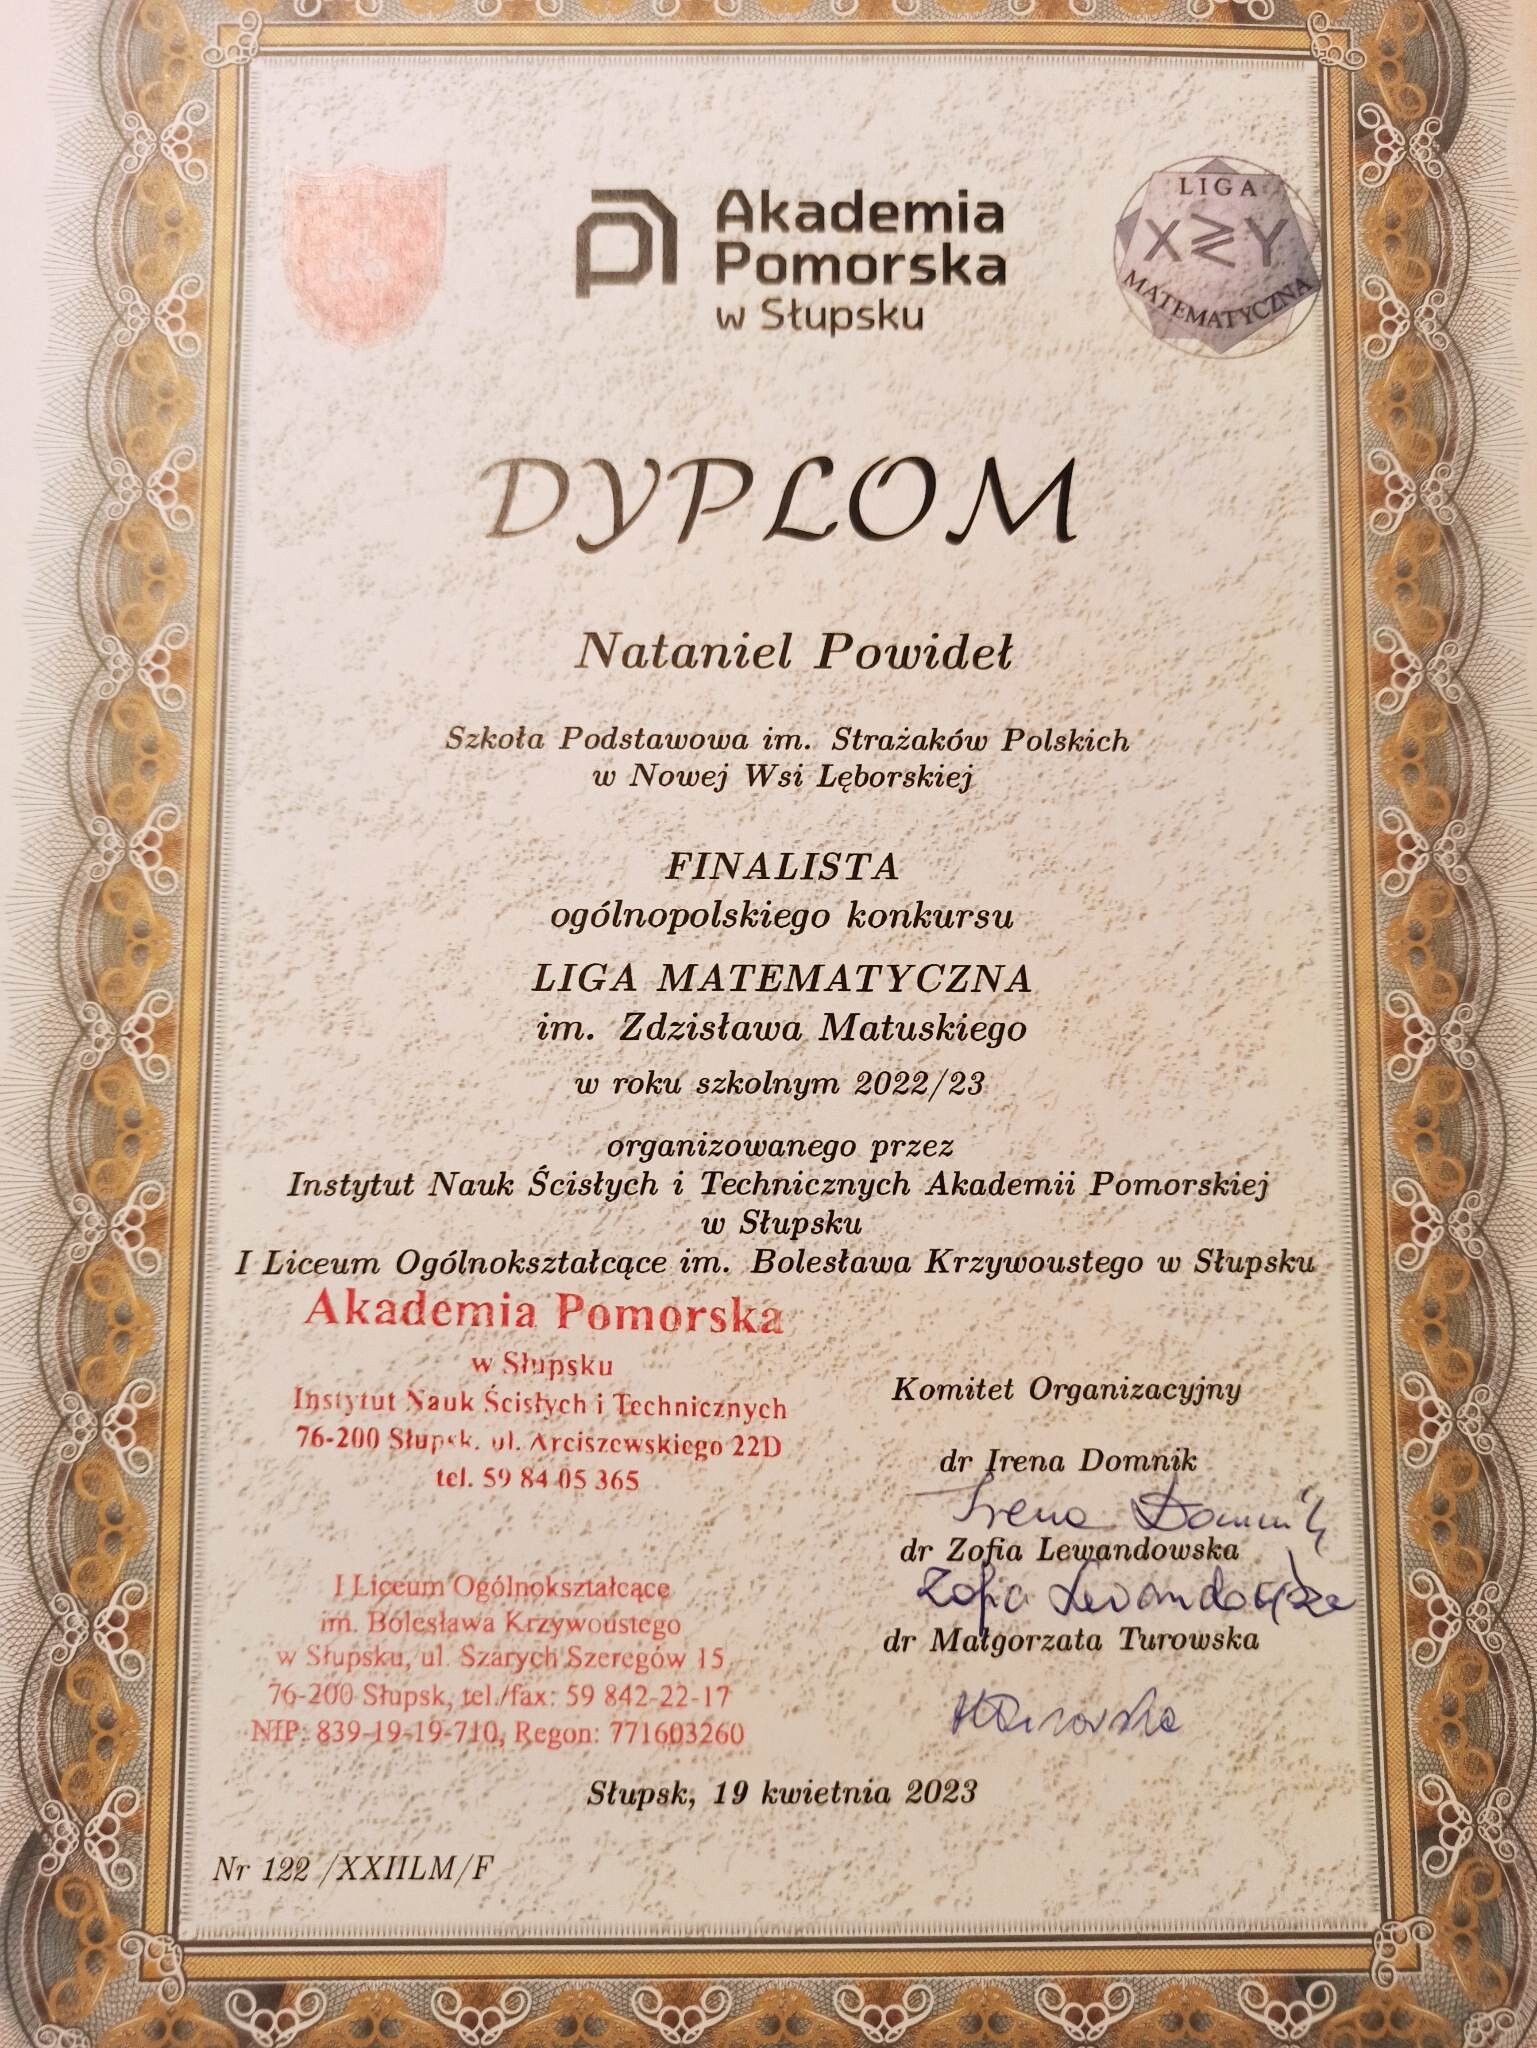 Akademia
Pomorska
w Słupsku
LIGA
X≷Y
MATEMATYCZNA
DYPLOM
Nataniel Powideł
Szkoła Podstawowa im. Strażaków Polskich
w Nowej Wsi Lęborskiej
FINALISTA
ogólnopolskiego konkursu
LIGA MATEMATYCZNA
im. Zdzisława Matuskiego
w roku szkolnym 2022/23
organizowanego przez
Instytut Nauk Ścisłych i Technicznych Akademii Pomorskiej
w Słupsku
I Liceum Ogólnokształcące im. Bolesława Krzywoustego w Słupsku
Akademia Pomorska
w Słupsku
Instytut Nauk Ścisłych i Technicznych
76-200 Słupsk, ul. Arciszewskiego 22D
tel. 59 84 05 365
I Liceum Ogólnokształcące
im. Bolesława Krzywoustego
w Słupsku, ul. Szarych Szeregów 15
76-200 Słupsk, tel./fax: 59 842-22-17
NIP: 839-19-19-710, Regon: 771603260
Komitet Organizacyjny
dr Irena Domnik
Irena Domnik
dr Zofia Lewandowska
Zofia Lewandowska
dr Małgorzata Turowska
MTurowska
Słupsk, 19 kwietnia 2023
Nr 122 /XXIILM/F